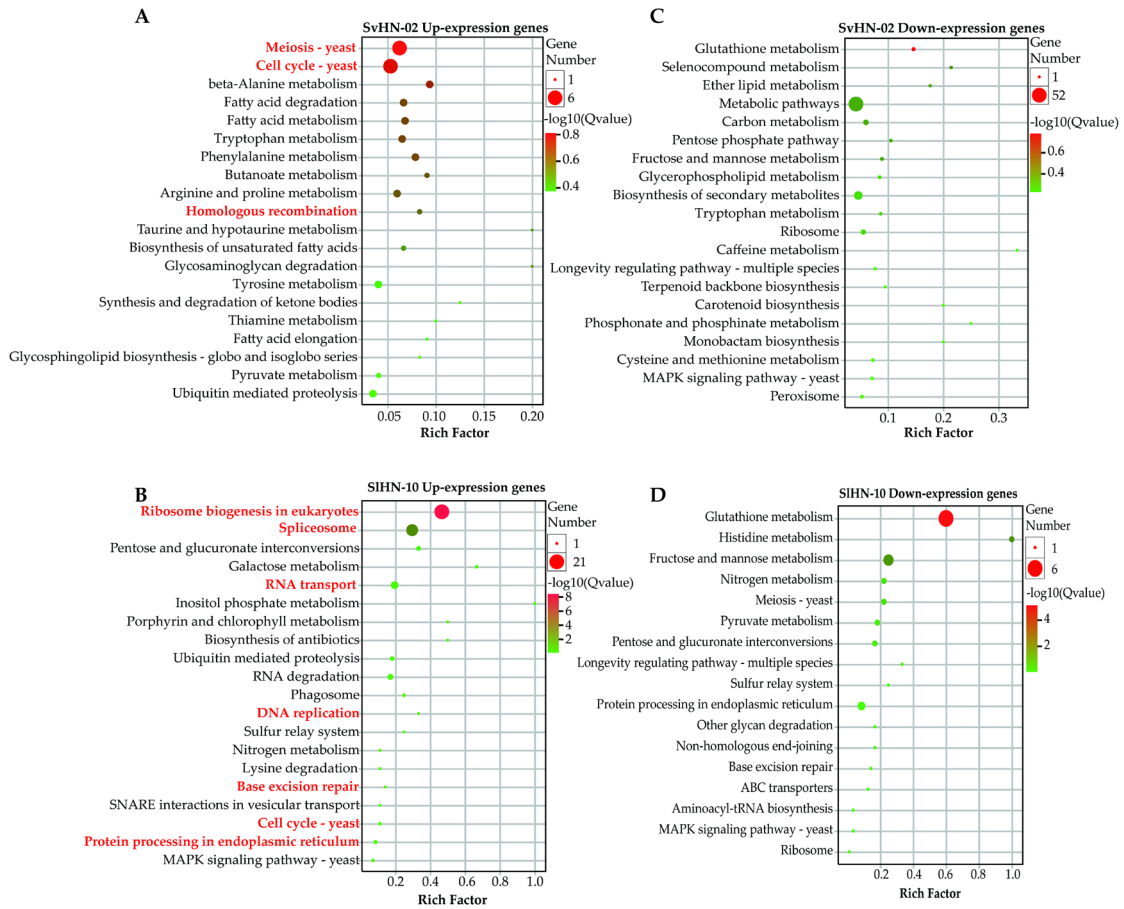 A
SvHN-02 Up-expression genes
Meiosis - yeast
Cell cycle - yeast
beta-Alanine metabolism
Fatty acid degradation
Fatty acid metabolism
Tryptophan metabolism
Phenylalanine metabolism
Butanoate metabolism
Arginine and proline metabolism
Homologous recombination
Taurine and hypotaurine metabolism
Biosynthesis of unsaturated fatty acids
Glycosaminoglycan degradation
Tyrosine metabolism
Synthesis and degradation of ketone bodies
Thiamine metabolism
Fatty acid elongation
Glycosphingolipid biosynthesis - globo and isoglobo series
Pyruvate metabolism
Ubiquitin mediated proteolysis
0.05 0.10 0.15 0.20
Rich Factor
Gene
Number
1
6
-log10(Qvalue)
0.8
0.6
0.4
C
SvHN-02 Down-expression genes
Glutathione metabolism
Selenocompound metabolism
Ether lipid metabolism
Metabolic pathways
Carbon metabolism
Pentose phosphate pathway
Fructose and mannose metabolism
Glycerophospholipid metabolism
Biosynthesis of secondary metabolites
Tryptophan metabolism
Ribosome
Caffeine metabolism
Longevity regulating pathway - multiple species
Terpenoid backbone biosynthesis
Carotenoid biosynthesis
Phosphonate and phosphinate metabolism
Monobactam biosynthesis
Cysteine and methionine metabolism
MAPK signaling pathway - yeast
Peroxisome
0.1 0.2 0.3
Rich Factor
Gene
Number
1
52
-log10(Qvalue)
0.6
0.4
B
SlHN-10 Up-expression genes
Ribosome biogenesis in eukaryotes
Spliceosome
Pentose and glucuronate interconversions
Galactose metabolism
RNA transport
Inositol phosphate metabolism
Porphyrin and chlorophyll metabolism
Biosynthesis of antibiotics
Ubiquitin mediated proteolysis
RNA degradation
Phagosome
DNA replication
Sulfur relay system
Nitrogen metabolism
Lysine degradation
Base excision repair
SNARE interactions in vesicular transport
Cell cycle - yeast
Protein processing in endoplasmic reticulum
MAPK signaling pathway - yeast
0.2 0.4 0.6 0.8 1.0
Rich Factor
Gene
Number
1
21
-log10(Qvalue)
8
6
4
2
D
SlHN-10 Down-expression genes
Glutathione metabolism
Histidine metabolism
Fructose and mannose metabolism
Nitrogen metabolism
Meiosis - yeast
Pyruvate metabolism
Pentose and glucuronate interconversions
Longevity regulating pathway - multiple species
Sulfur relay system
Protein processing in endoplasmic reticulum
Other glycan degradation
Non-homologous end-joining
Base excision repair
ABC transporters
Aminoacyl-tRNA biosynthesis
MAPK signaling pathway - yeast
Ribosome
0.2 0.4 0.6 0.8 1.0
Rich Factor
Gene
Number
1
6
-log10(Qvalue)
4
2